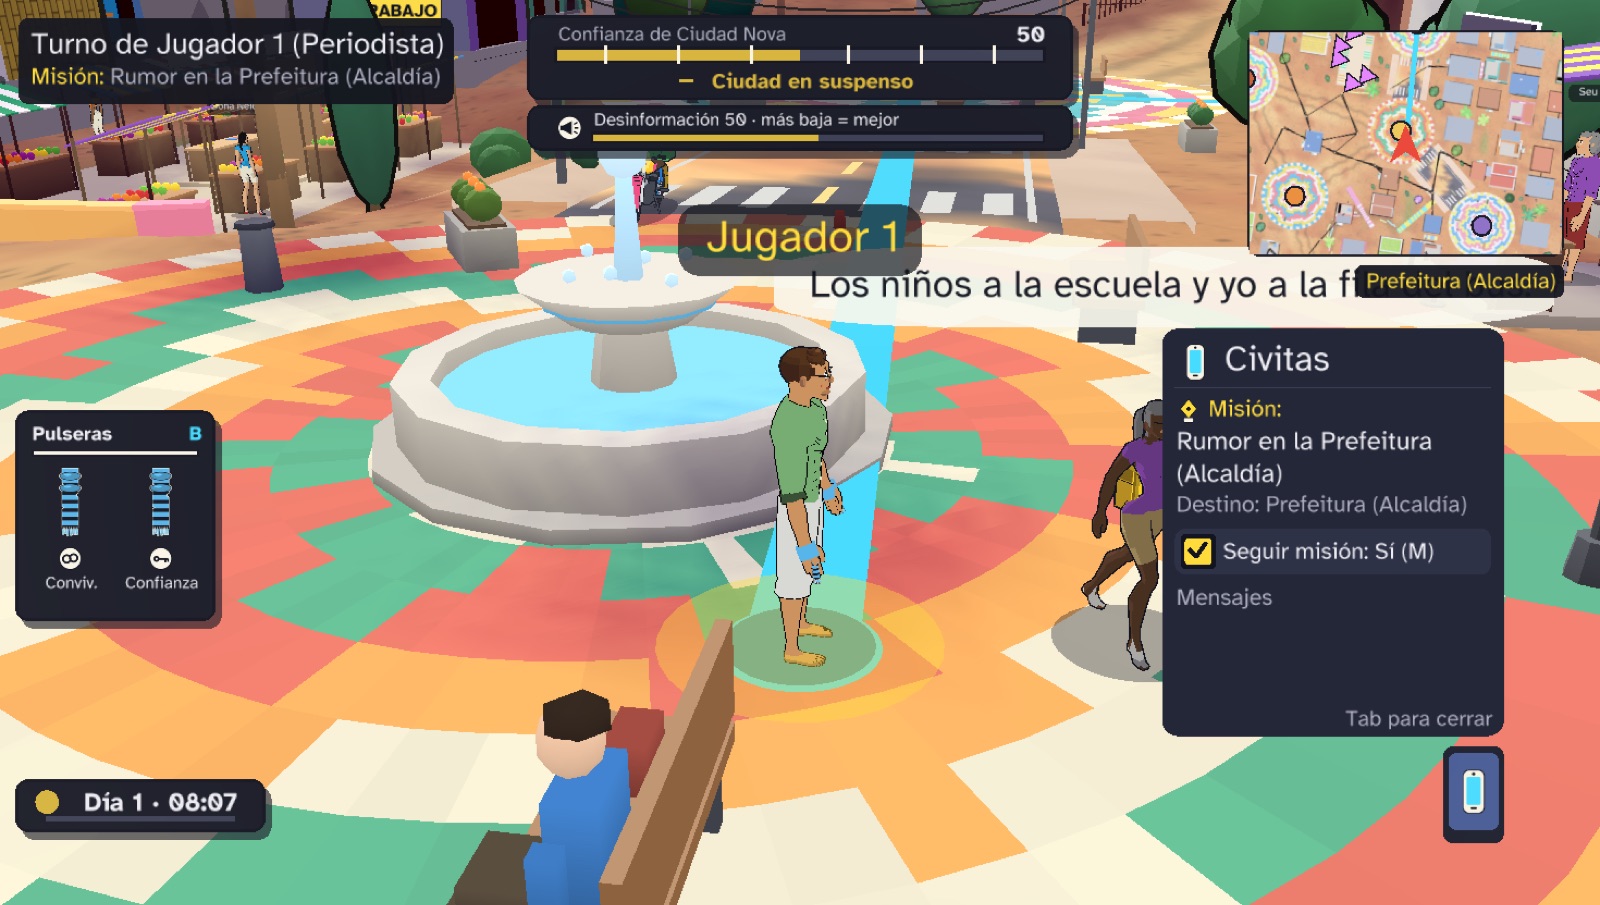 RABAJO
Turno de Jugador 1 (Periodista)
Misión: Rumor en la Prefeitura (Alcaldía)
Confianza de Ciudad Nova 50
– Ciudad en suspenso
Desinformación 50 · más baja = mejor
Seu
Jugador 1
Los niños a la escuela y yo a la
Prefeitura (Alcaldía)
Civitas
Misión:
Rumor en la Prefeitura
(Alcaldía)
Destino: Prefeitura (Alcaldía)
Seguir misión: Sí (M)
Mensajes
Tab para cerrar
Pulseras B
Conviv. Confianza
Día 1 · 08:07